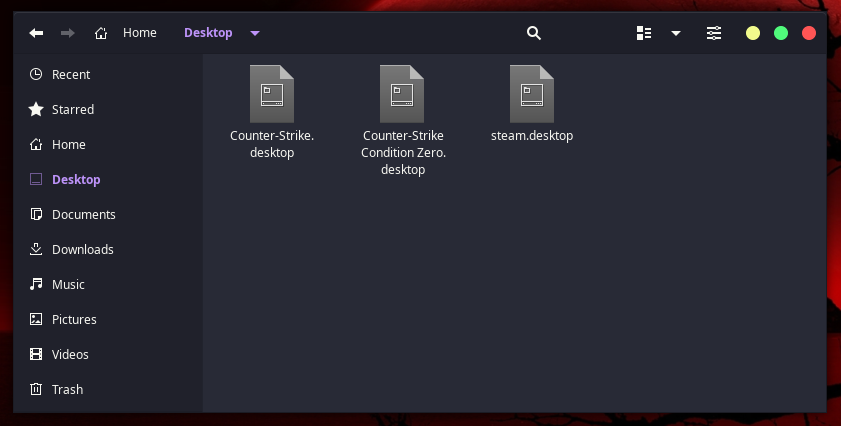 Home
Desktop
Recent
Starred
Home
Desktop
Documents
Downloads
Music
Pictures
Videos
Trash
Counter-Strike.
desktop
Counter-Strike
Condition Zero.
desktop
steam.desktop